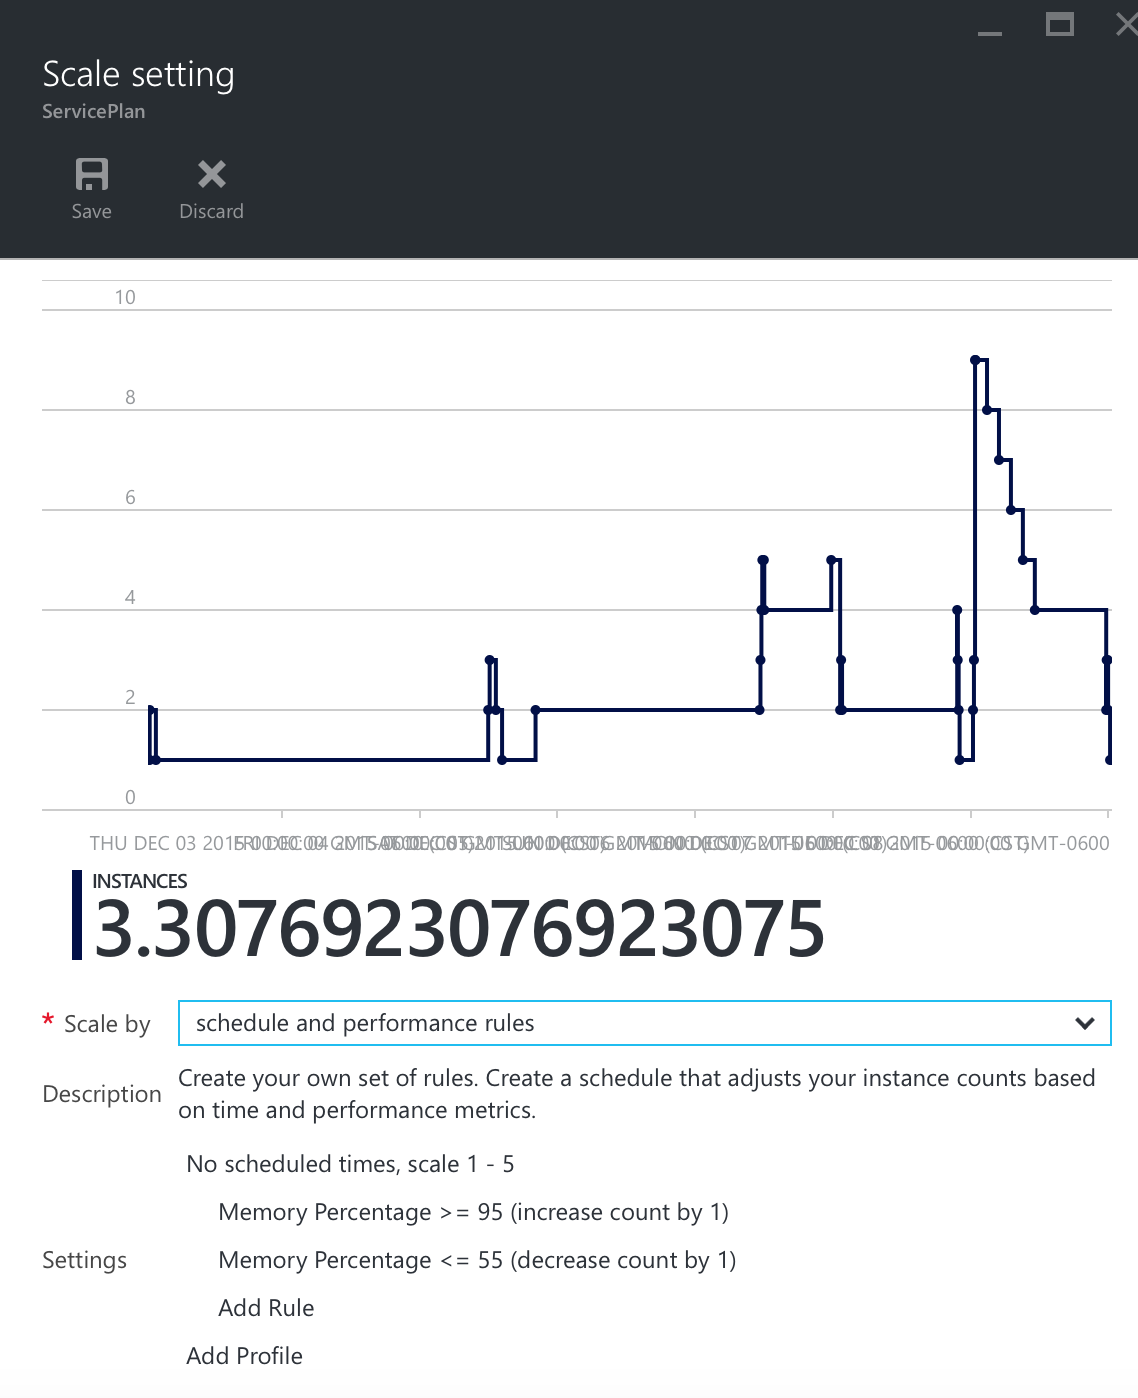 Scale setting
ServicePlan
Save
Discard
10
8
6
4
2
0
THU DEC 03 2015
GMT-0600
INSTANCES
3.3076923076923075
* Scale by
schedule and performance rules
Description
Create your own set of rules. Create a schedule that adjusts your instance counts based
on time and performance metrics.
No scheduled times, scale 1 - 5
Memory Percentage >= 95 (increase count by 1)
Settings
Memory Percentage <= 55 (decrease count by 1)
Add Rule
Add Profile